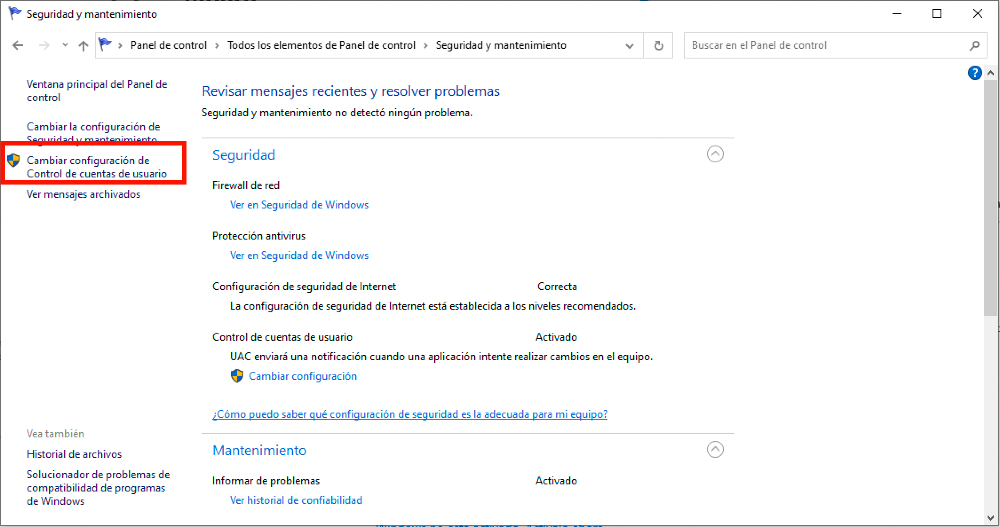 Seguridad y mantenimiento
Panel de control
Todos los elementos de Panel de control
Seguridad y mantenimiento
Buscar en el Panel de control
Ventana principal del Panel de
control
Cambiar la configuración de
Seguridad y mantenimiento
Cambiar configuración de
Control de cuentas de usuario
Ver mensajes archivados
Revisar mensajes recientes y resolver problemas
Seguridad y mantenimiento no detectó ningún problema.
Seguridad
Firewall de red
Ver en Seguridad de Windows
Protección antivirus
Ver en Seguridad de Windows
Configuración de seguridad de Internet Correcta
La configuración de seguridad de Internet está establecida a los niveles recomendados.
Control de cuentas de usuario Activado
UAC enviará una notificación cuando una aplicación intente realizar cambios en el equipo.
Cambiar configuración
¿Cómo puedo saber qué configuración de seguridad es la adecuada para mi equipo?
Mantenimiento
Informar de problemas Activado
Ver historial de confiabilidad
Vea también
Historial de archivos
Solucionador de problemas de
compatibilidad de programas
de Windows